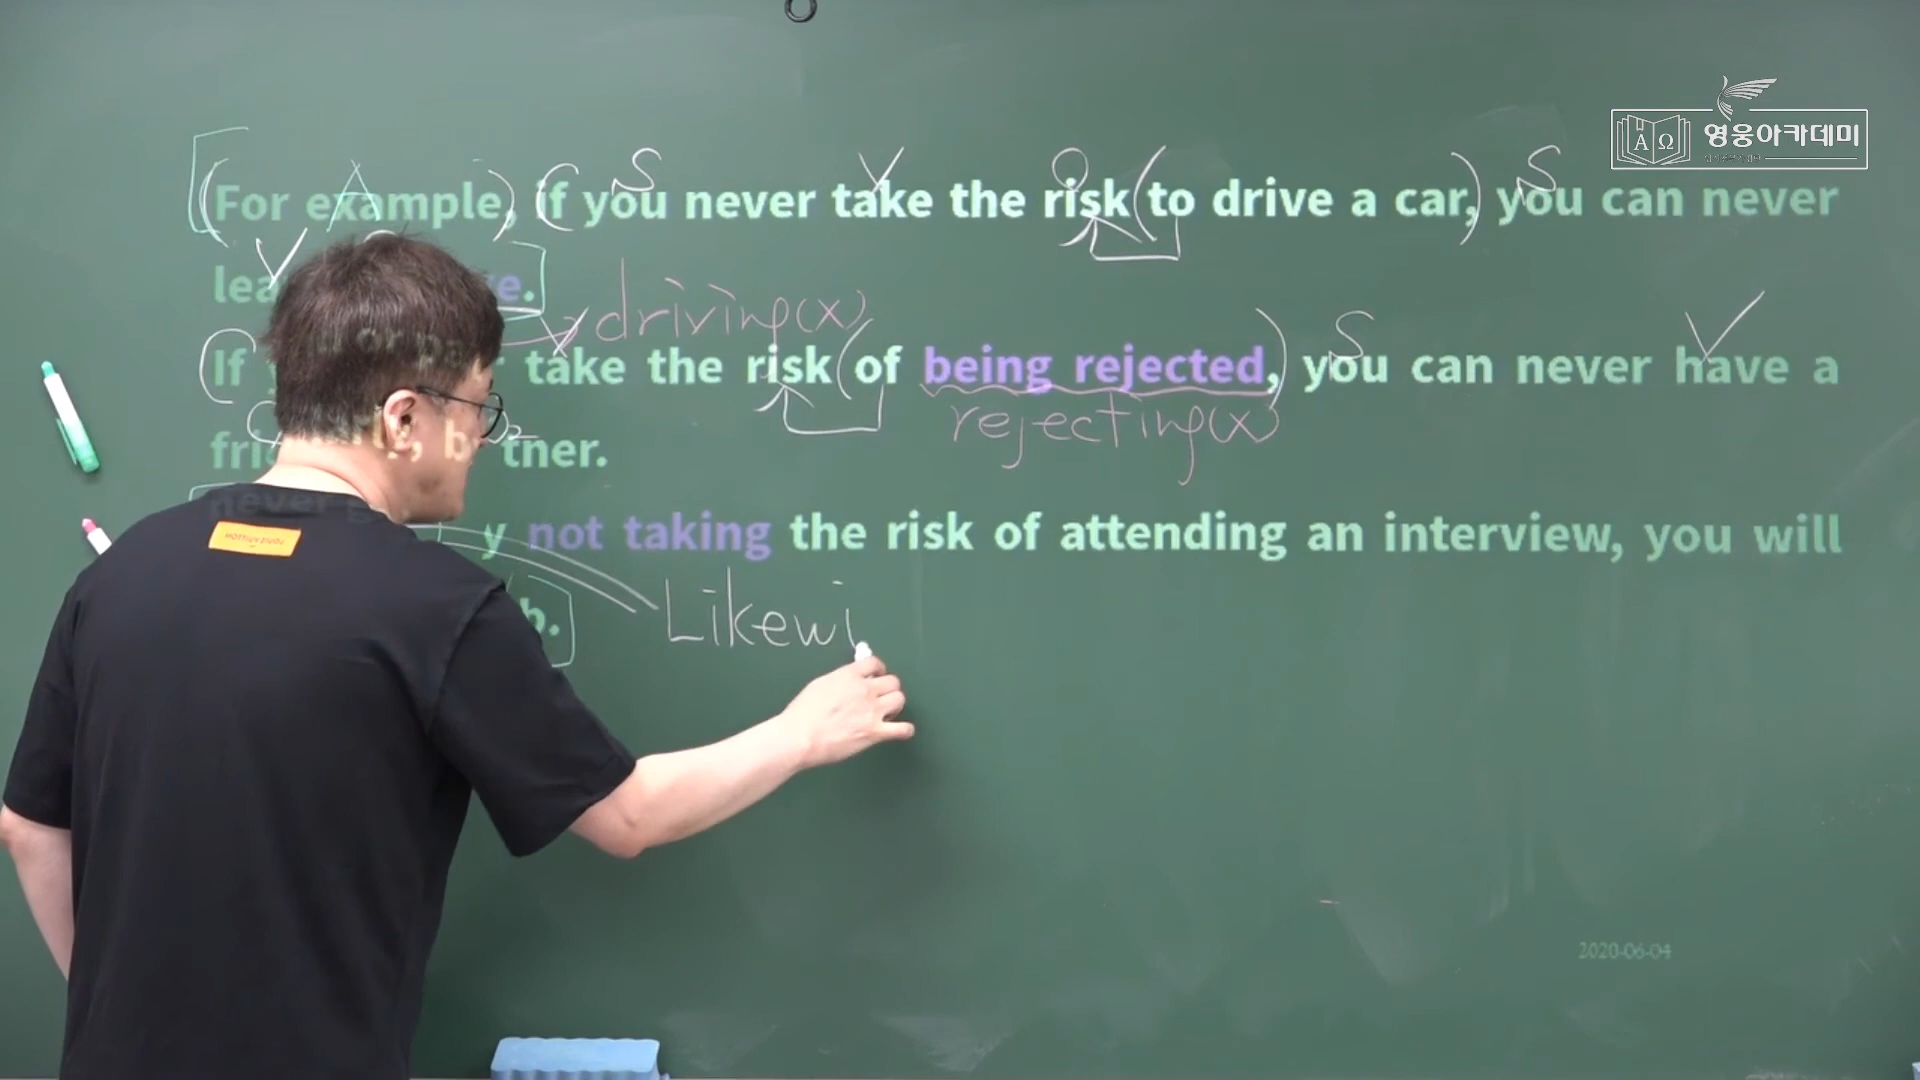 영웅아카데미
S V O S
For example, if you never take the risk to drive a car, you can never
V
driving(x)
S V
If take the risk of being rejected, you can never have a
rejecting(x)
tner.
y not taking the risk of attending an interview, you will
b.
Likewi
2020-06-04